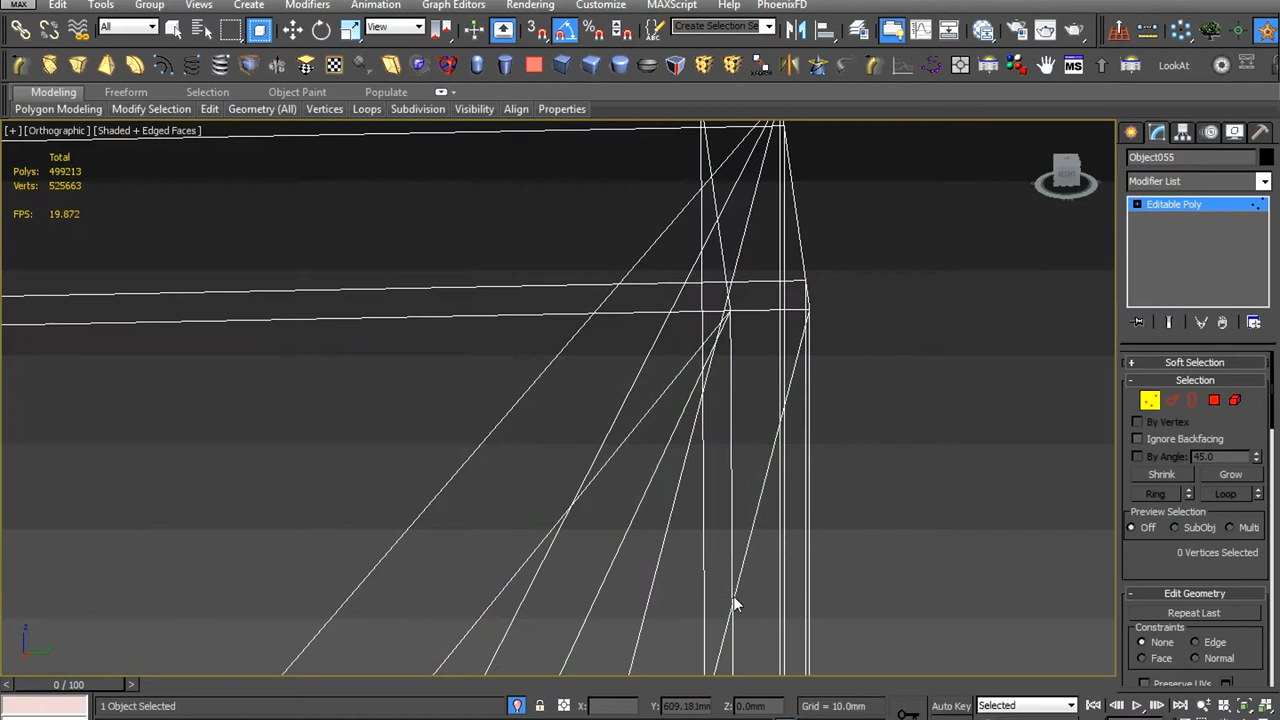 MAX Edit Tools Group Views Create Modifiers Animation Graph Editors Rendering Customize MAXScript Help PhoenixFD
All View 3 Create Selection Se
MS LookAt
Modeling Freeform Selection Object Paint Populate
Polygon Modeling Modify Selection Edit Geometry (All) Vertices Loops Subdivision Visibility Align Properties
[+] [Orthographic] [Shaded + Edged Faces]
Total
Polys: 499213
Verts: 525663
FPS: 19.872
RIGHT
Object055
Modifier List
Editable Poly
+ Soft Selection
- Selection
By Vertex
Ignore Backfacing
By Angle: 45.0
Shrink Grow
Ring Loop
Preview Selection
Off SubObj Multi
0 Vertices Selected
- Edit Geometry
Repeat Last
Constraints
None Edge
Face Normal
Preserve UVs
z
0 / 100
1 Object Selected X: Y: 609.181mm Z: 0.0mm Grid = 10.0mm Auto Key Selected